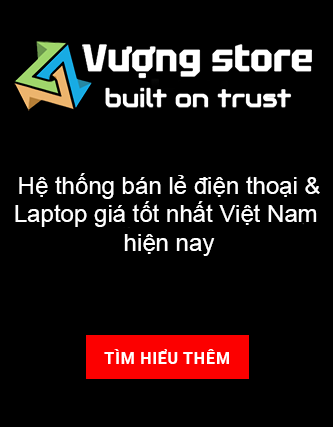 Vượng store
built on trust
Hệ thống bán lẻ điện thoại &
Laptop giá tốt nhất Việt Nam
hiện nay
TÌM HIỂU THÊM